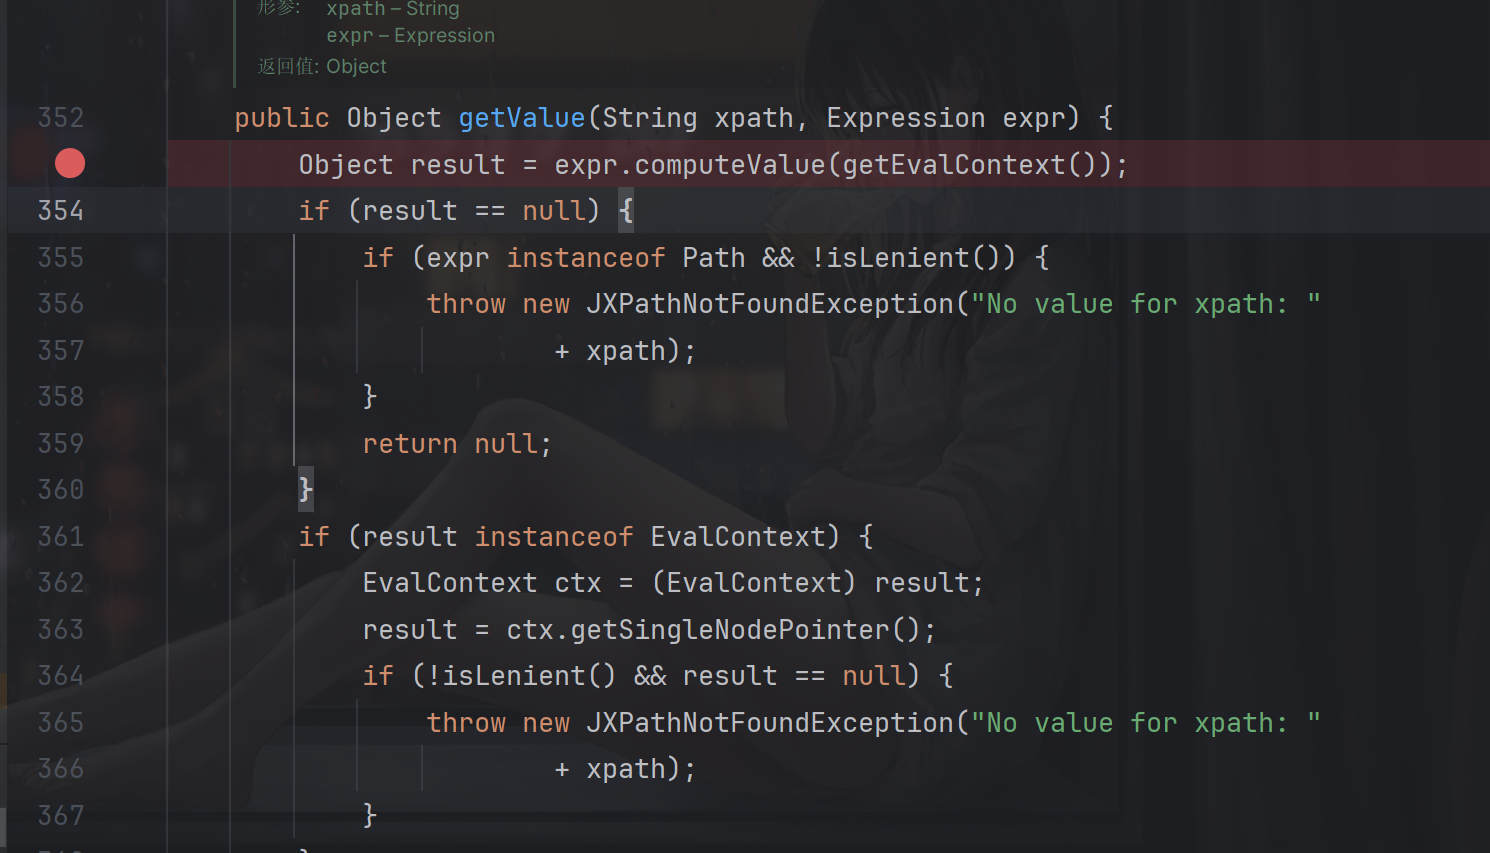 形参: xpath – String
expr – Expression
返回值: Object
352 public Object getValue(String xpath, Expression expr) {
Object result = expr.computeValue(getEvalContext());
354 if (result == null) {
355 if (expr instanceof Path && !isLenient()) {
356 throw new JXPathNotFoundException("No value for xpath: "
357 + xpath);
358 }
359 return null;
360 }
361 if (result instanceof EvalContext) {
362 EvalContext ctx = (EvalContext) result;
363 result = ctx.getSingleNodePointer();
364 if (!isLenient() && result == null) {
365 throw new JXPathNotFoundException("No value for xpath: "
366 + xpath);
367 }